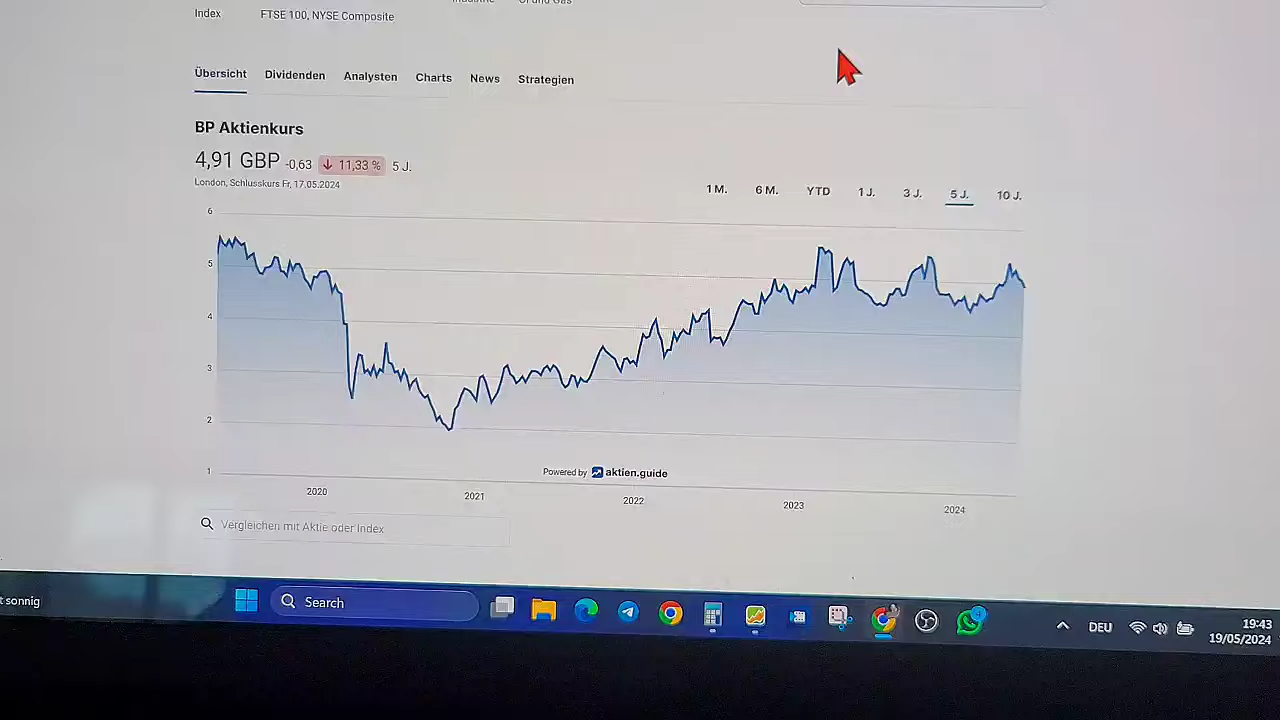 Index FTSE 100, NYSE Composite
Übersicht Dividenden Analysten Charts News Strategien
BP Aktienkurs
4,91 GBP -0,63 ↓ 11,33 % 5 J.
London, Schlusskurs Fr, 17.05.2024
1 M. 6 M. YTD 1 J. 3 J. 5 J. 10 J.
6
5
4
3
2
1
Powered by aktien.guide
2020 2021 2022 2023 2024
Vergleichen mit Aktie oder Index
t sonnig
Search
DEU
19:43
19/05/2024